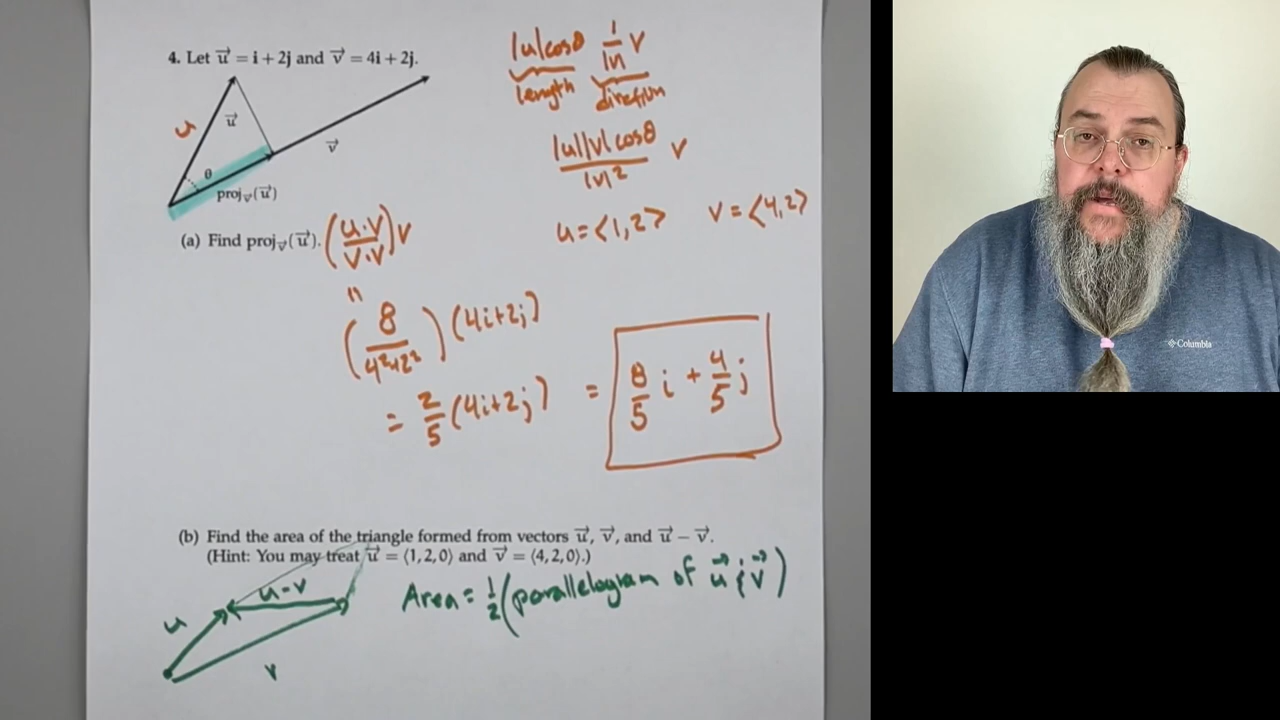 4. Let u⃗ = i + 2j and v⃗ = 4i + 2j.
|u|cosθ 1/|v| v
length direction
u
u⃗
v⃗
θ
proj_v⃗(u⃗)
|u||v|cosθ / |v|² v
u = <1,2> v = <4,2>
(a) Find proj_v⃗(u⃗). (u·v / v·v) v
"
(8 / 4²+2²) (4i+2j)
= 2/5 (4i+2j) = 8/5 i + 4/5 j
Columbia
(b) Find the area of the triangle formed from vectors u⃗, v⃗, and u⃗ − v⃗.
(Hint: You may treat u⃗ = ⟨1, 2, 0⟩ and v⃗ = ⟨4, 2, 0⟩.)
u
u-v
v
Area = 1/2 (parallelogram of u⃗ & v⃗)